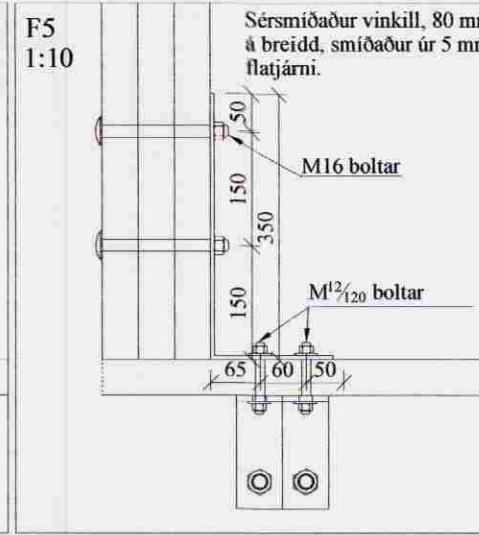 F5
1:10
Sérsmíðaður vinkill, 80 mm
á breidd, smíðaður úr 5 mm
flatjárni.
50
M16 boltar
150
350
150
M12/120 boltar
65
60
50